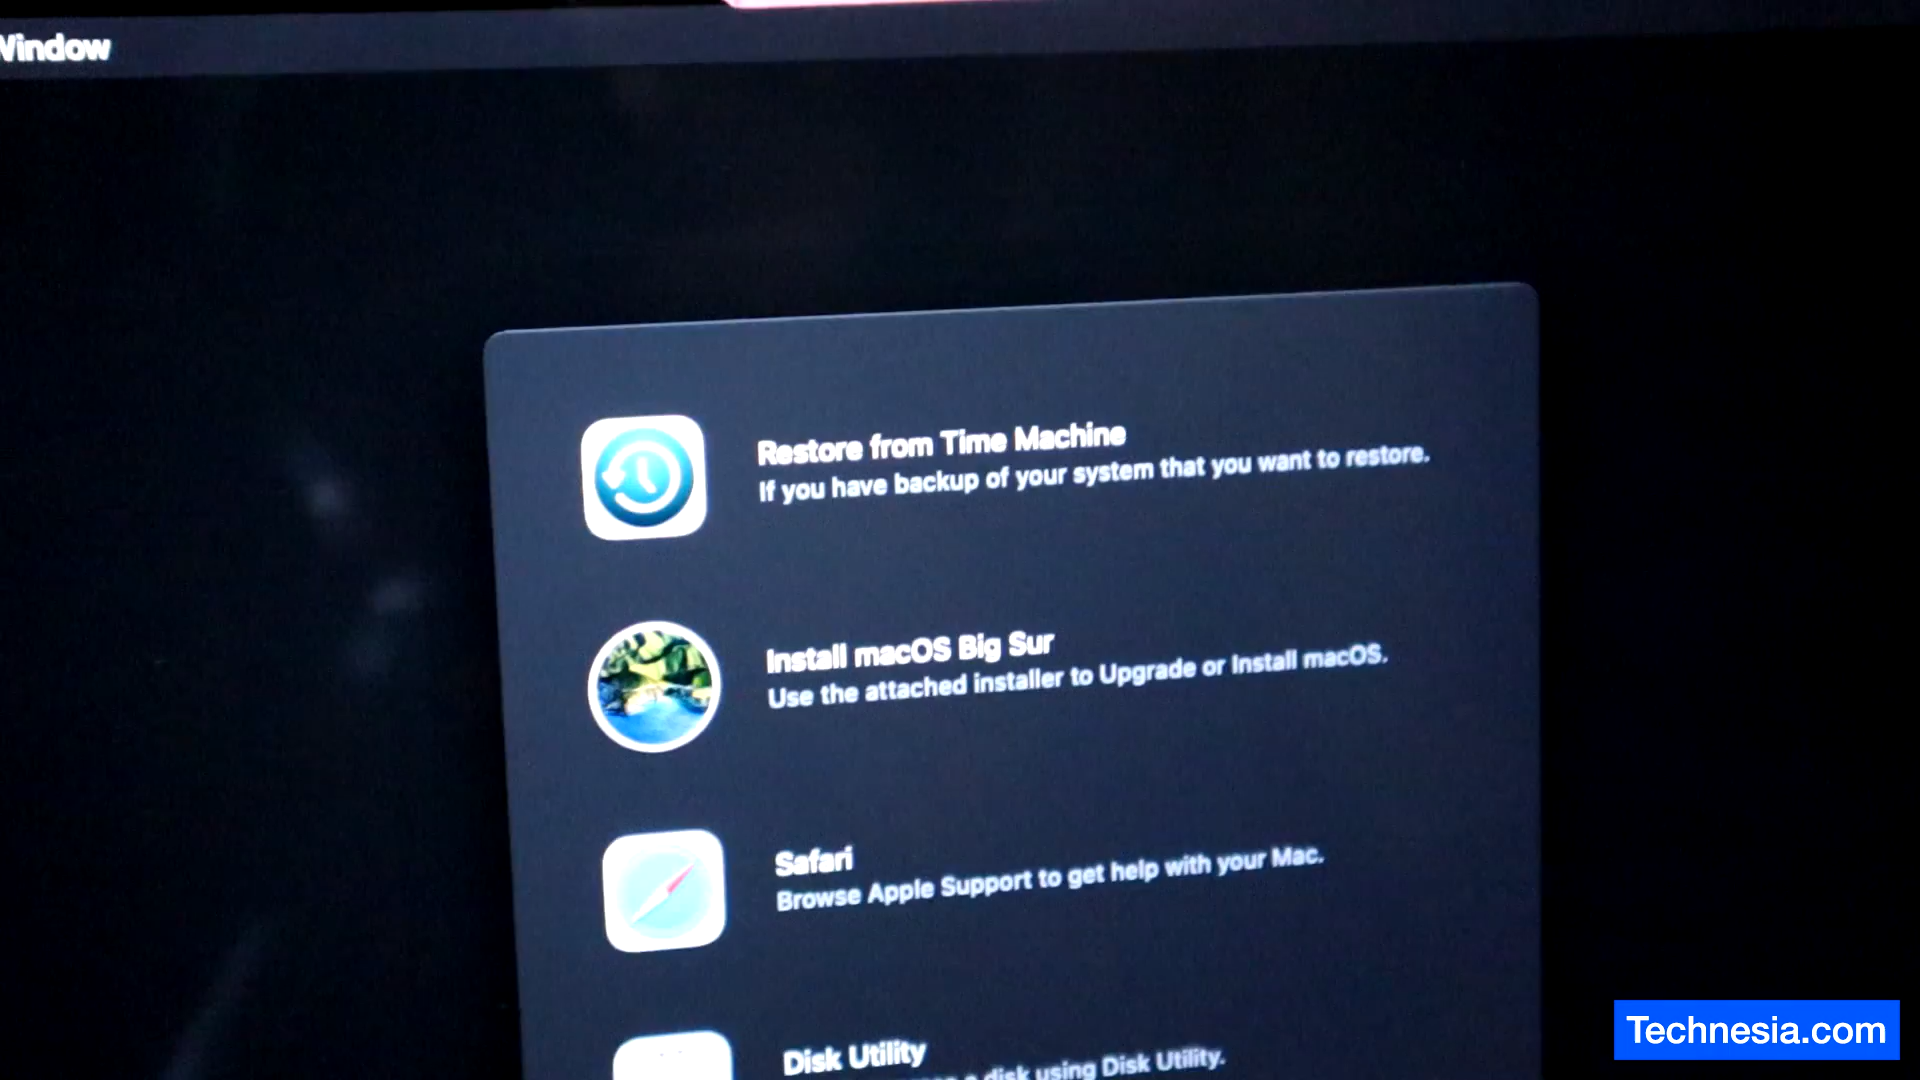 Window
Restore from Time Machine
If you have backup of your system that you want to restore.
Install macOS Big Sur
Use the attached installer to Upgrade or Install macOS.
Safari
Browse Apple Support to get help with your Mac.
Disk Utility
a disk using Disk Utility.
Technesia.com